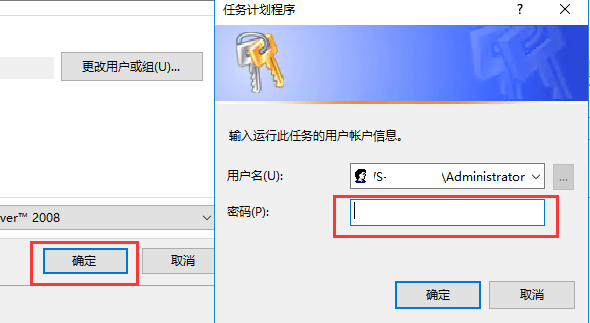 更改用户或组(U)...
ver™ 2008
确定
取消
任务计划程序
?
输入运行此任务的用户帐户信息。
用户名(U):
\Administrator
...
密码(P):
确定
取消